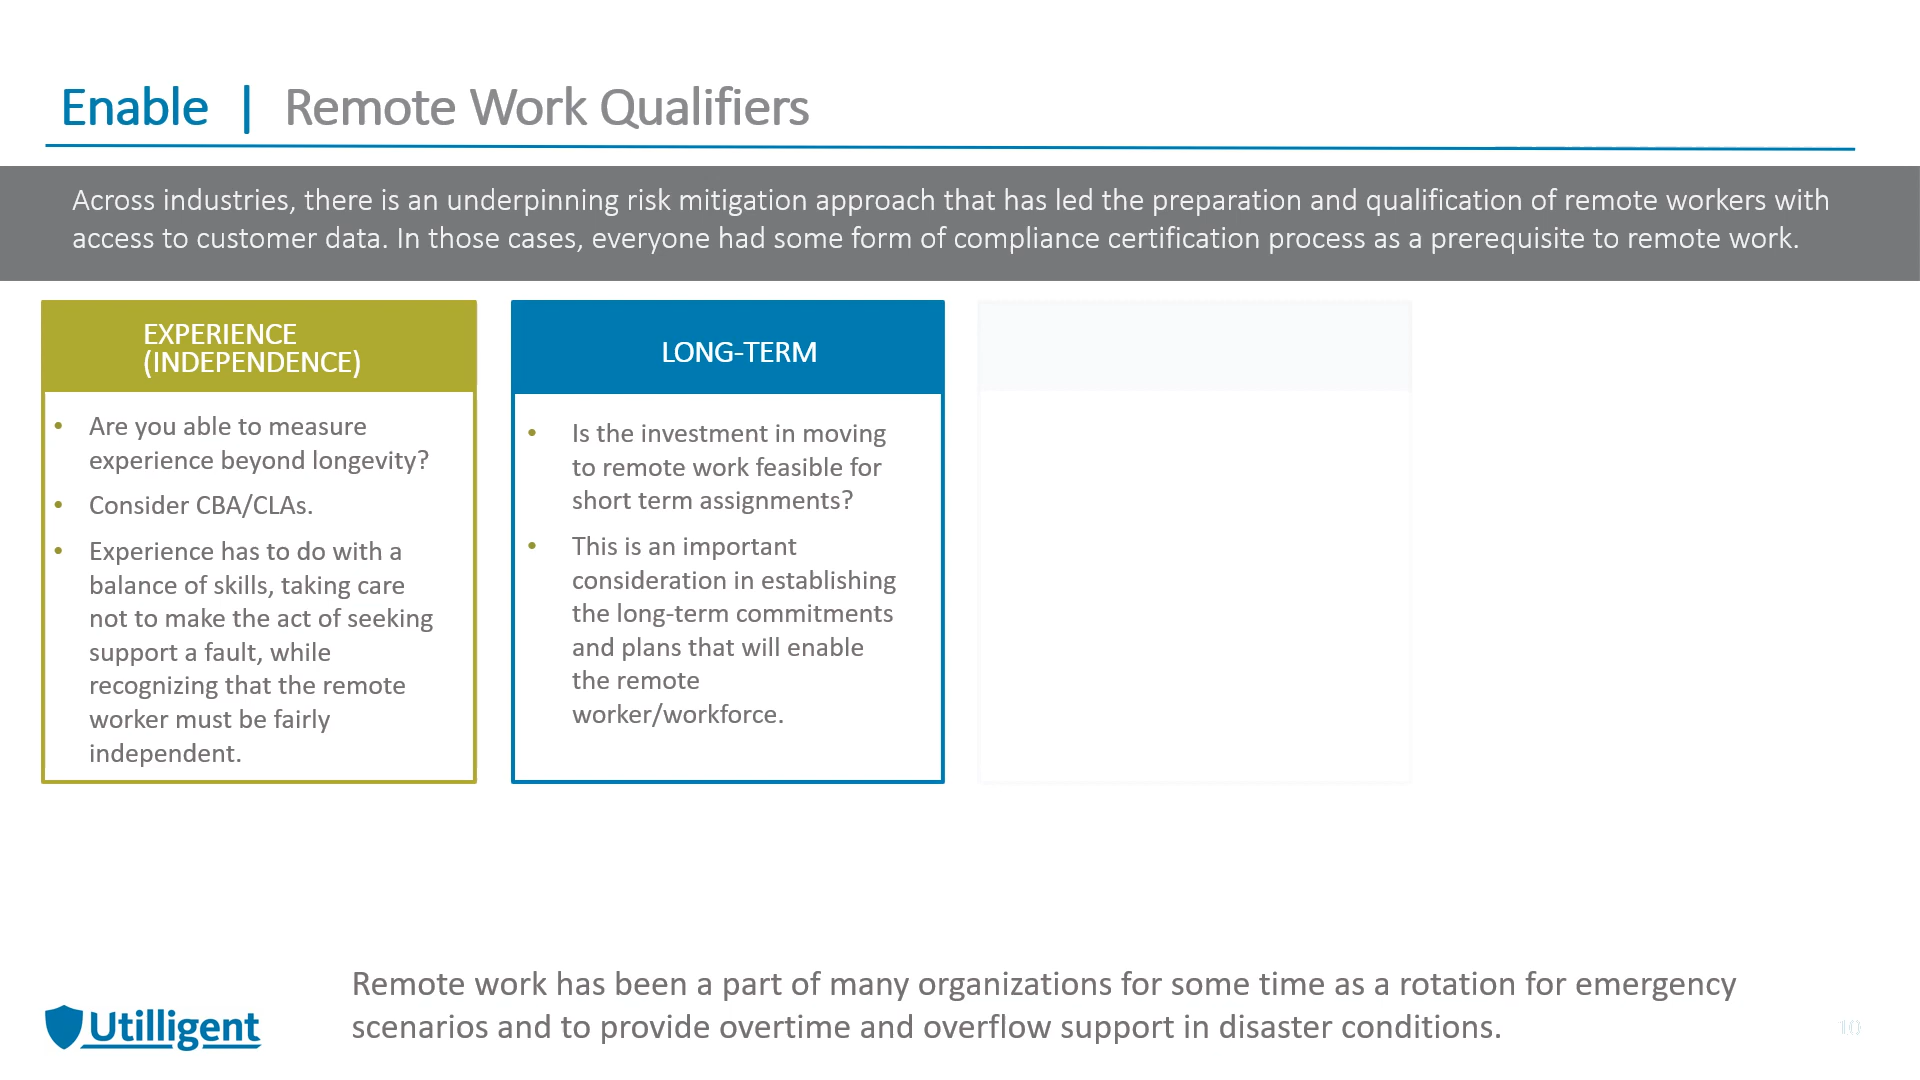 Enable | Remote Work Qualifiers
Across industries, there is an underpinning risk mitigation approach that has led the preparation and qualification of remote workers with
access to customer data. In those cases, everyone had some form of compliance certification process as a prerequisite to remote work.
EXPERIENCE
(INDEPENDENCE)
• Are you able to measure
experience beyond longevity?
• Consider CBA/CLAs.
• Experience has to do with a
balance of skills, taking care
not to make the act of seeking
support a fault, while
recognizing that the remote
worker must be fairly
independent.
LONG-TERM
• Is the investment in moving
to remote work feasible for
short term assignments?
• This is an important
consideration in establishing
the long-term commitments
and plans that will enable
the remote
worker/workforce.
Remote work has been a part of many organizations for some time as a rotation for emergency
scenarios and to provide overtime and overflow support in disaster conditions.
Utilligent
10